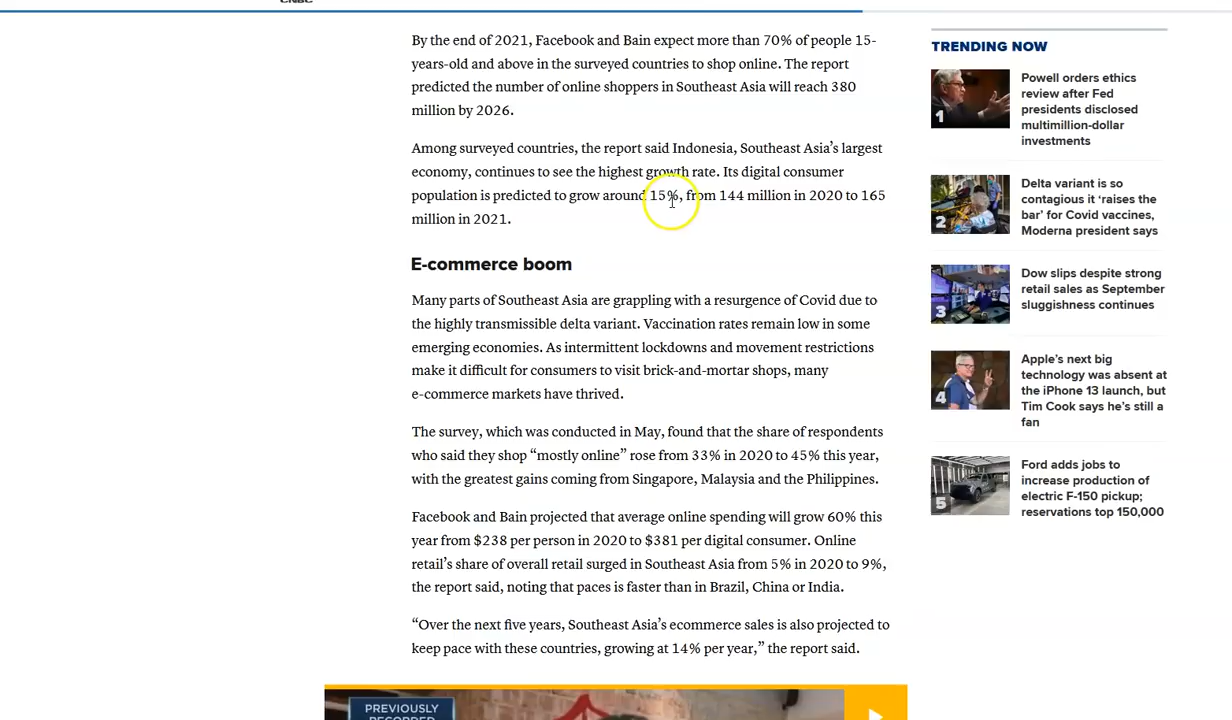 CNBC
By the end of 2021, Facebook and Bain expect more than 70% of people 15-
years-old and above in the surveyed countries to shop online. The report
predicted the number of online shoppers in Southeast Asia will reach 380
million by 2026.
Among surveyed countries, the report said Indonesia, Southeast Asia’s largest
economy, continues to see the highest growth rate. Its digital consumer
population is predicted to grow around 15%, from 144 million in 2020 to 165
million in 2021.
E-commerce boom
Many parts of Southeast Asia are grappling with a resurgence of Covid due to
the highly transmissible delta variant. Vaccination rates remain low in some
emerging economies. As intermittent lockdowns and movement restrictions
make it difficult for consumers to visit brick-and-mortar shops, many
e-commerce markets have thrived.
The survey, which was conducted in May, found that the share of respondents
who said they shop “mostly online” rose from 33% in 2020 to 45% this year,
with the greatest gains coming from Singapore, Malaysia and the Philippines.
Facebook and Bain projected that average online spending will grow 60% this
year from $238 per person in 2020 to $381 per digital consumer. Online
retail’s share of overall retail surged in Southeast Asia from 5% in 2020 to 9%,
the report said, noting that paces is faster than in Brazil, China or India.
“Over the next five years, Southeast Asia’s ecommerce sales is also projected to
keep pace with these countries, growing at 14% per year,” the report said.
PREVIOUSLY
RECORDED
TRENDING NOW
1
Powell orders ethics
review after Fed
presidents disclosed
multimillion-dollar
investments
2
Delta variant is so
contagious it ‘raises the
bar’ for Covid vaccines,
Moderna president says
3
Dow slips despite strong
retail sales as September
sluggishness continues
4
Apple’s next big
technology was absent at
the iPhone 13 launch, but
Tim Cook says he’s still a
fan
5
Ford adds jobs to
increase production of
electric F-150 pickup;
reservations top 150,000